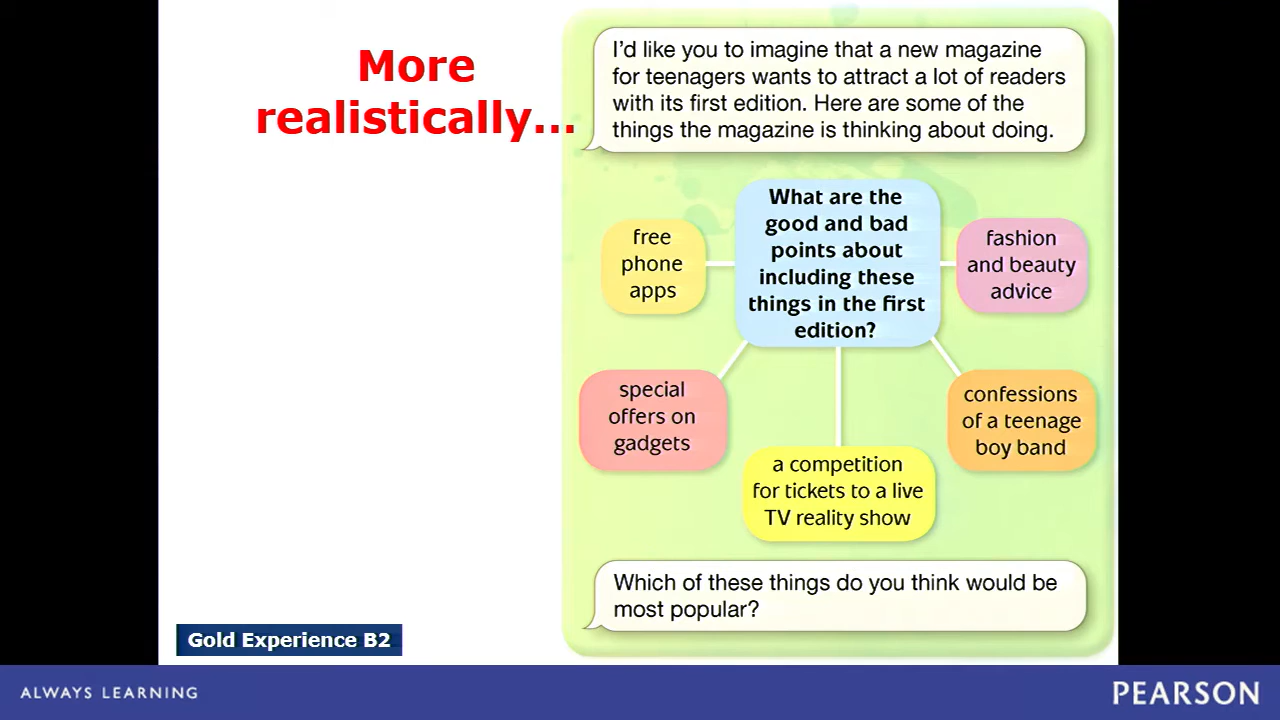 More
realistically...
I'd like you to imagine that a new magazine
for teenagers wants to attract a lot of readers
with its first edition. Here are some of the
things the magazine is thinking about doing.
What are the
good and bad
points about
including these
things in the first
edition?
free
phone
apps
fashion
and beauty
advice
special
offers on
gadgets
confessions
of a teenage
boy band
a competition
for tickets to a live
TV reality show
Which of these things do you think would be
most popular?
Gold Experience B2
ALWAYS LEARNING
PEARSON